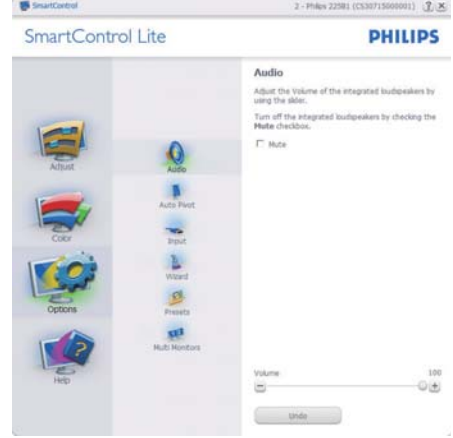 SmartControl
2 - Philips 225B1 (CS30715000001)
SmartControl Lite
PHILIPS
Adjust
Color
Options
Help
Audio
Auto Pivot
Input
Wizard
Presets
Multi Monitors
Audio
Adjust the Volume of the integrated loudspeakers by
using the slider.
Turn off the integrated loudspeakers by checking the
Mute checkbox.
Mute
Volume
100
Undo